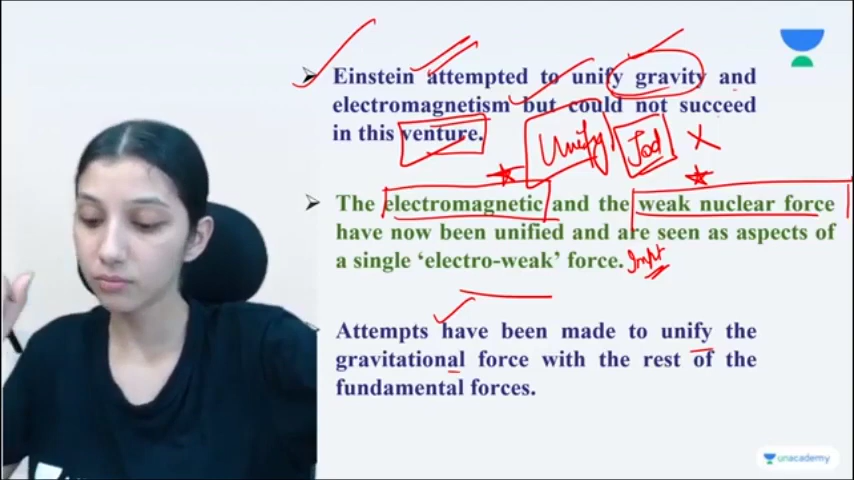 Einstein attempted to unify gravity and
electromagnetism but could not succeed
in this venture.
Unify Jod
The electromagnetic and the weak nuclear force
have now been unified and are seen as aspects of
a single ‘electro-weak’ force. Impt
Attempts have been made to unify the
gravitational force with the rest of the
fundamental forces.
unacademy